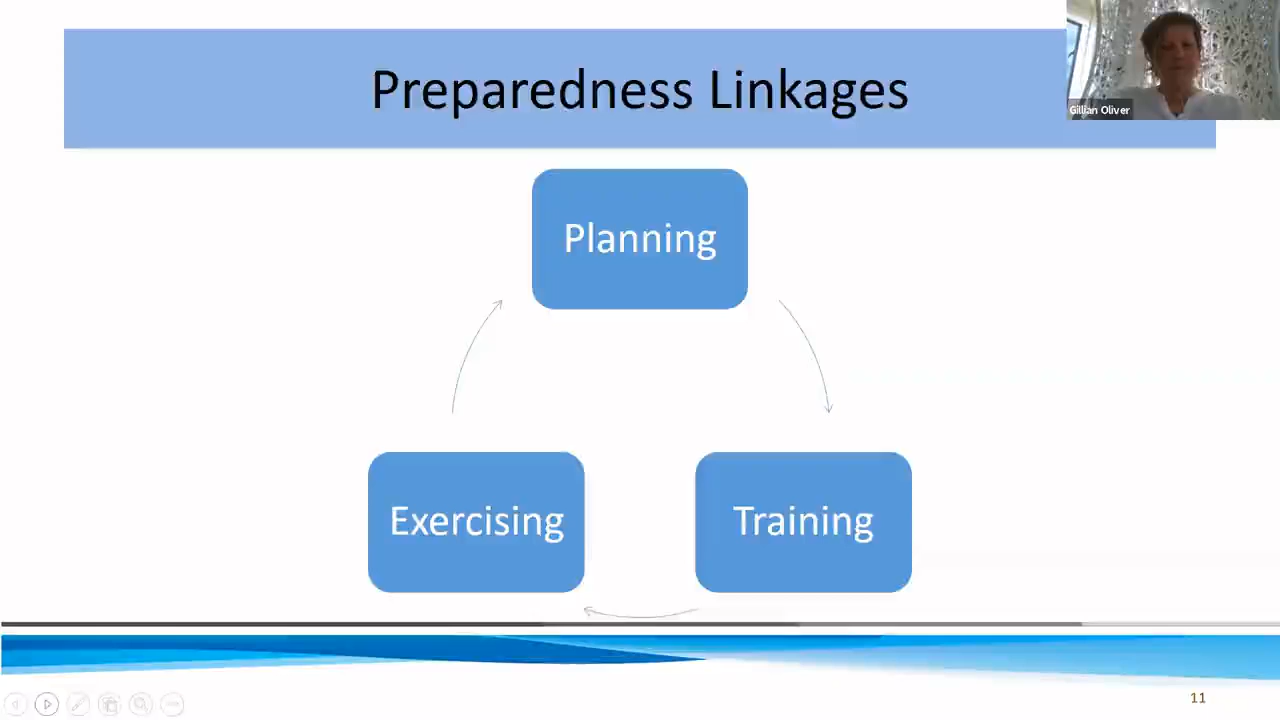 Preparedness Linkages
Gillian Oliver
Planning
Exercising
Training
11